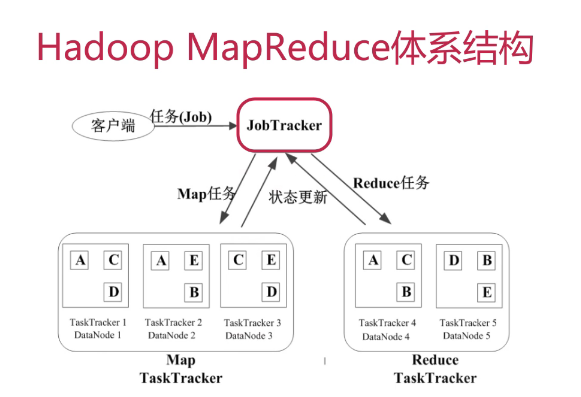 Hadoop MapReduce体系结构
任务(Job)
客户端
JobTracker
Map任务
状态更新
Reduce任务
A C
D
TaskTracker 1
DataNode 1
A E
B
TaskTracker 2
DataNode 2
C E
D
TaskTracker 3
DataNode 3
A C
B
TaskTracker 4
DataNode 4
D B
E
TaskTracker 5
DataNode 5
Map
TaskTracker
Reduce
TaskTracker